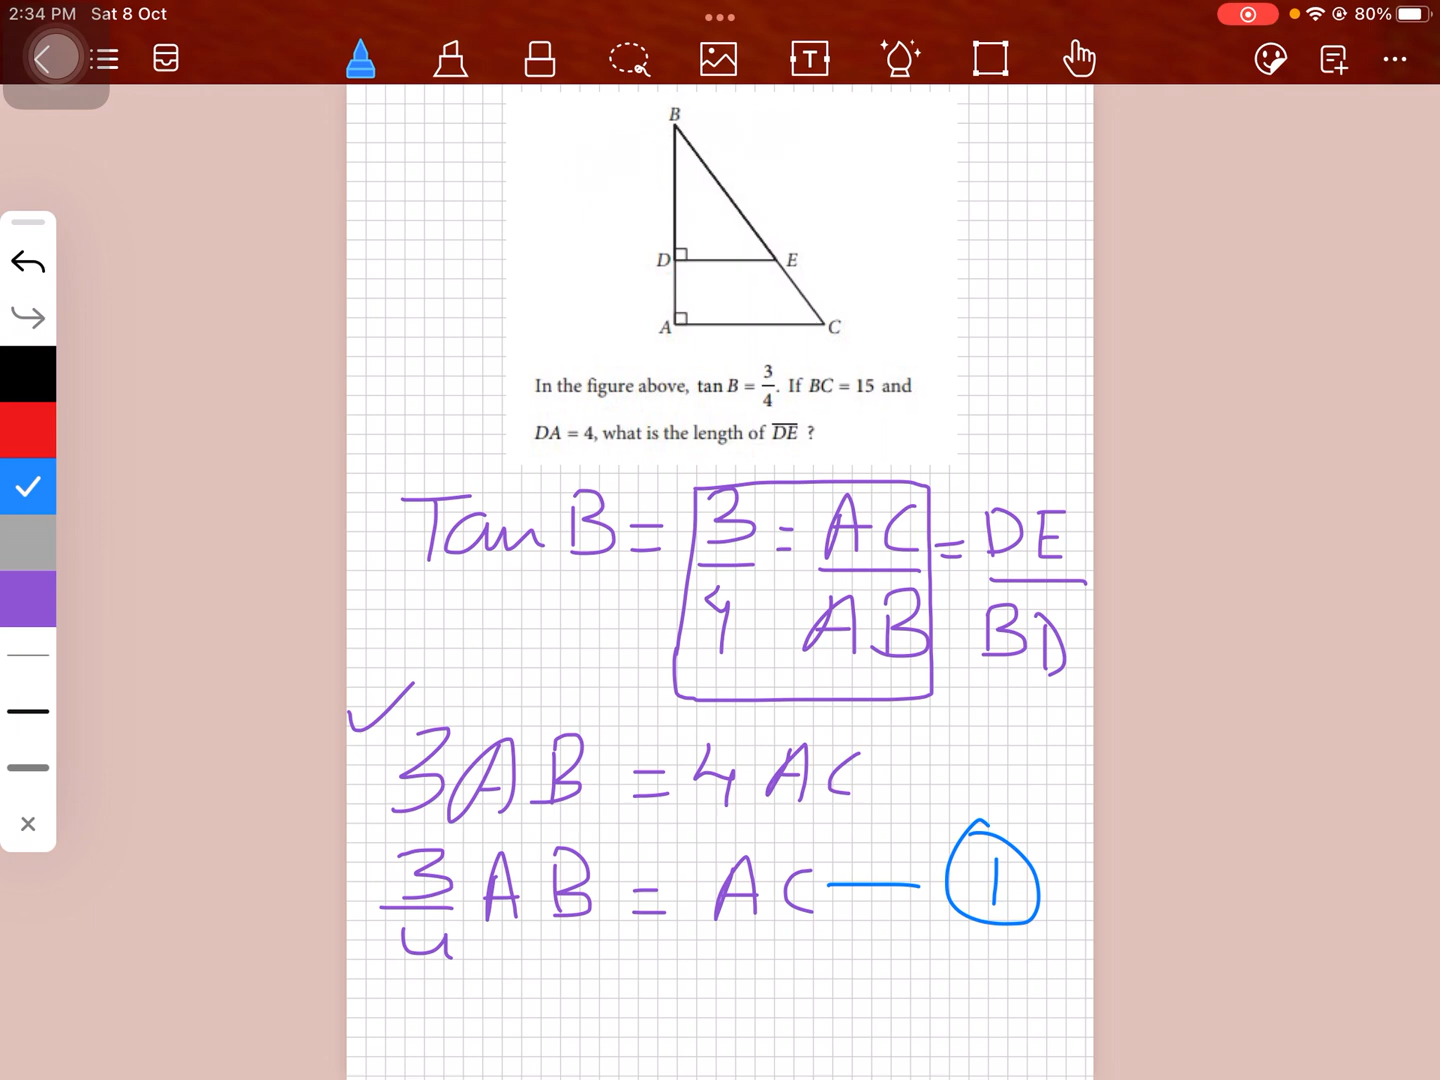 2:34 PM Sat 8 Oct
80%
T
B
D
E
A
C
In the figure above, tan B = 3/4. If BC = 15 and
DA = 4, what is the length of DE ?
Tan B = 3/4 = AC/AB = DE/BD
3AB = 4AC
3/4 AB = AC — 1